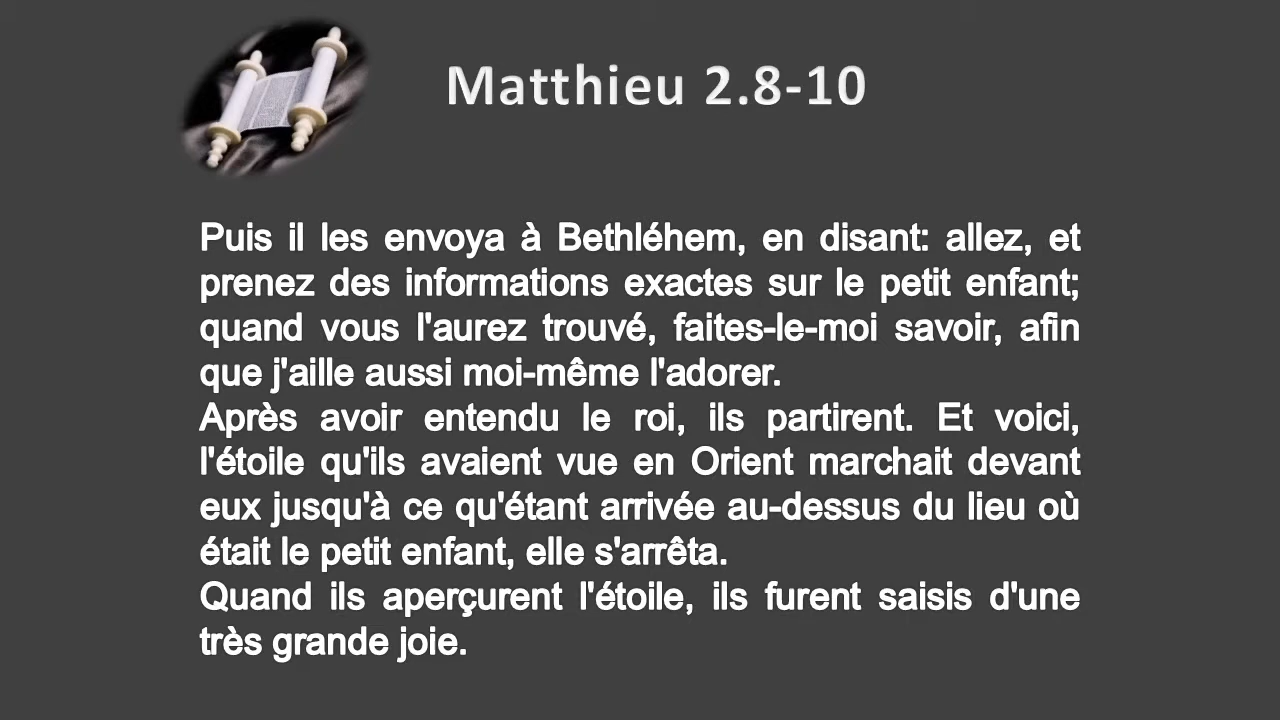 Matthieu 2.8-10
Puis il les envoya à Bethléhem, en disant: allez, et
prenez des informations exactes sur le petit enfant;
quand vous l'aurez trouvé, faites-le-moi savoir, afin
que j'aille aussi moi-même l'adorer.
Après avoir entendu le roi, ils partirent. Et voici,
l'étoile qu'ils avaient vue en Orient marchait devant
eux jusqu'à ce qu'étant arrivée au-dessus du lieu où
était le petit enfant, elle s'arrêta.
Quand ils aperçurent l'étoile, ils furent saisis d'une
très grande joie.